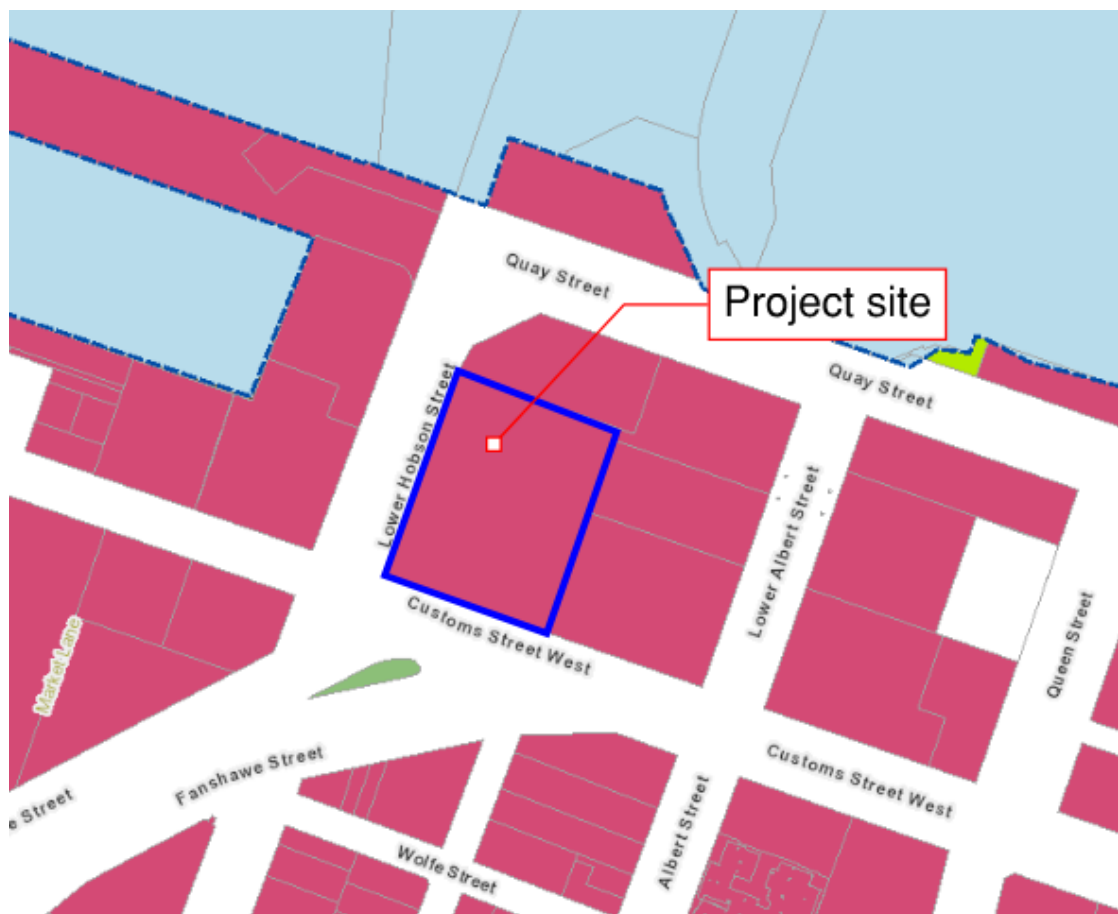 Quay Street
Project site
Quay Street
Lower Hobson Street
Lower Albert Street
Customs Street West
Queen Street
Market Lane
Fanshawe Street
Customs Street West
e Street
Albert Street
Wolfe Street